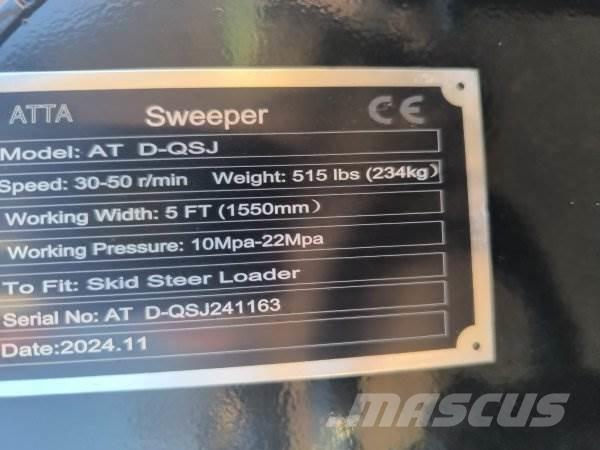 ATTA Sweeper CE
Model: AT D-QSJ
Speed: 30-50 r/min Weight: 515 lbs (234kg)
Working Width: 5 FT (1550mm)
Working Pressure: 10Mpa-22Mpa
To Fit: Skid Steer Loader
Serial No: AT D-QSJ241163
Date:2024.11
MASCUS